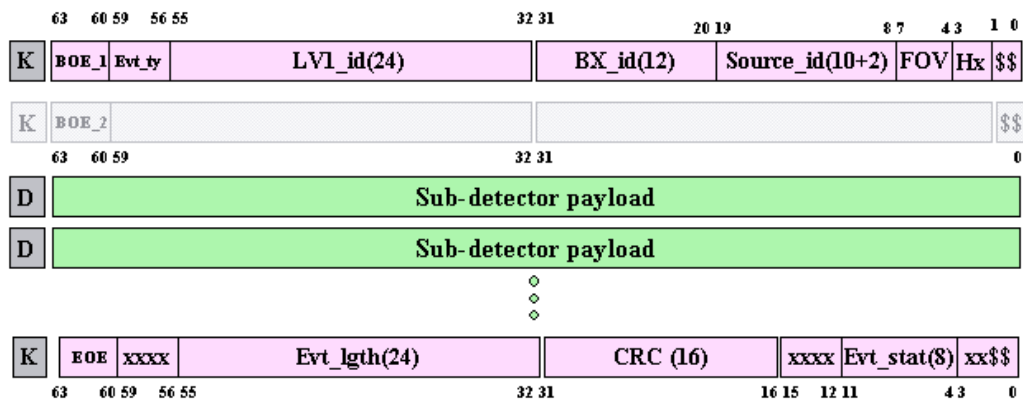 63 60 59 56 55 32 31 20 19 8 7 4 3 1 0
K BOE_1 Evt_ty LV1_id(24) BX_id(12) Source_id(10+2) FOV Hx $$
K BOE_2 $$
63 60 59 32 31 0
D Sub-detector payload
D Sub-detector payload
K EOE xxxx Evt_lgth(24) CRC (16) xxxx Evt_stat(8) xx$$
63 60 59 56 55 32 31 16 15 12 11 4 3 0